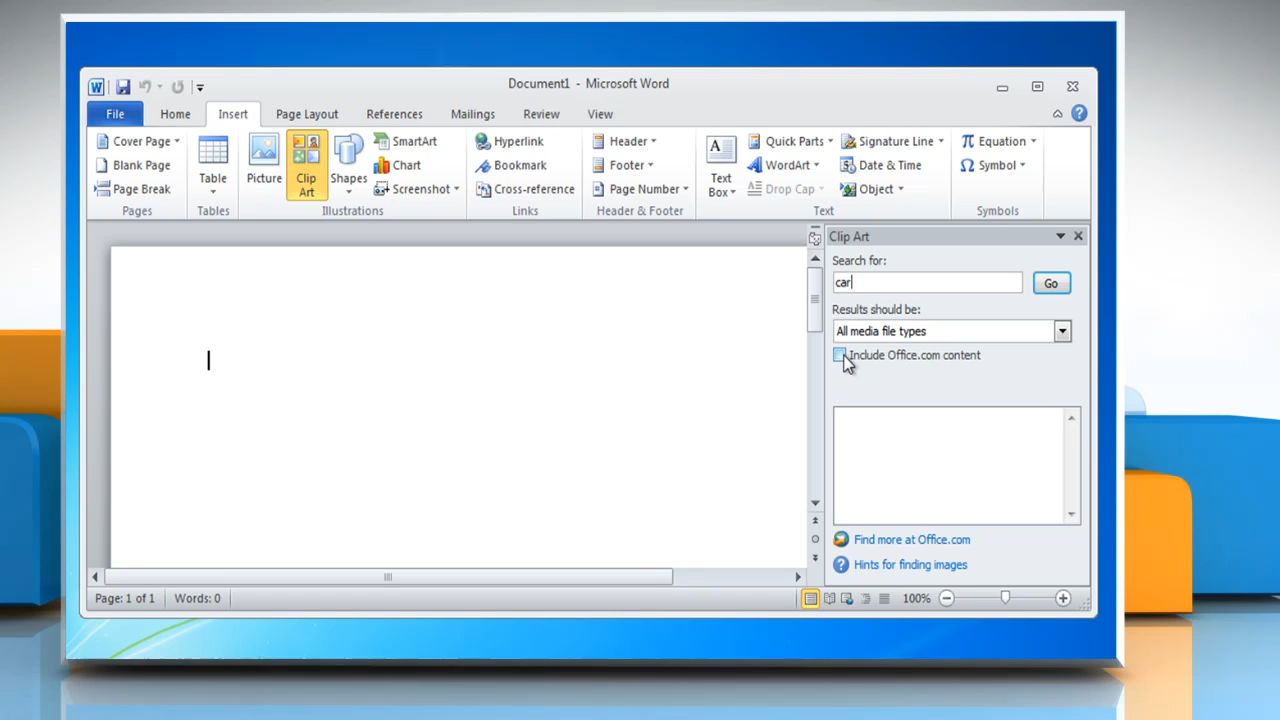 Document1 - Microsoft Word
File Home Insert Page Layout References Mailings Review View
Cover Page
Blank Page
Page Break
Pages
Table
Tables
Picture
Clip
Art
Shapes
SmartArt
Chart
Screenshot
Illustrations
Hyperlink
Bookmark
Cross-reference
Links
Header
Footer
Page Number
Header & Footer
Text
Box
Quick Parts
WordArt
Drop Cap
Signature Line
Date & Time
Object
Text
Equation
Symbol
Symbols
Clip Art
Search for:
car
Go
Results should be:
All media file types
Include Office.com content
Find more at Office.com
Hints for finding images
Page: 1 of 1 Words: 0 100%